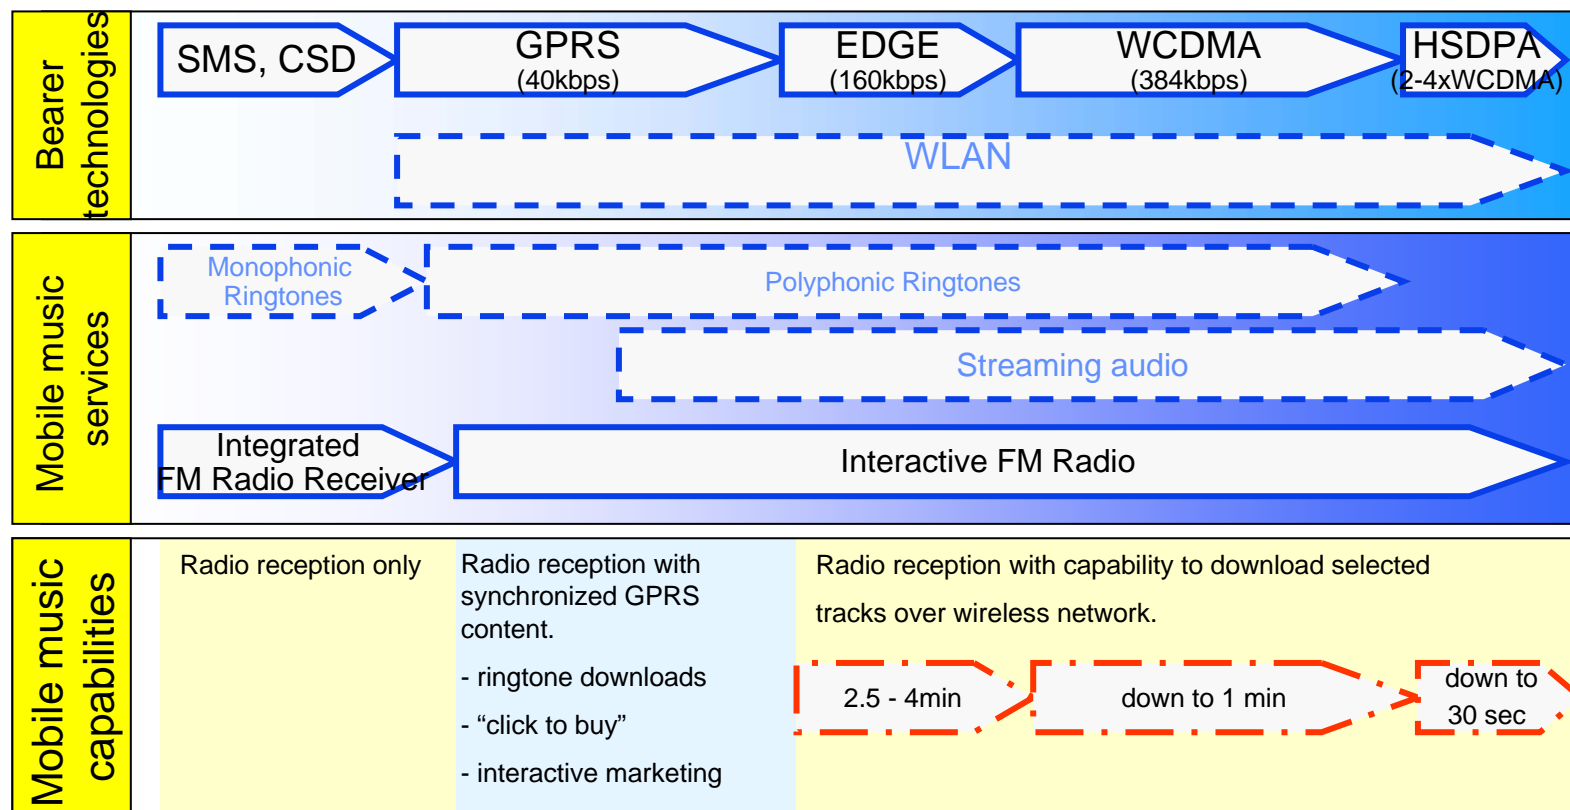 Bearer
technologies
SMS, CSD
GPRS
(40kbps)
EDGE
(160kbps)
WCDMA
(384kbps)
HSDPA
(2-4xWCDMA)
WLAN
Mobile music
services
Monophonic
Ringtones
Polyphonic Ringtones
Streaming audio
Integrated
FM Radio Receiver
Interactive FM Radio
Mobile music
capabilities
Radio reception only
Radio reception with
synchronized GPRS
content.
- ringtone downloads
- “click to buy”
- interactive marketing
Radio reception with capability to download selected
tracks over wireless network.
2.5 - 4min
down to 1 min
down to
30 sec